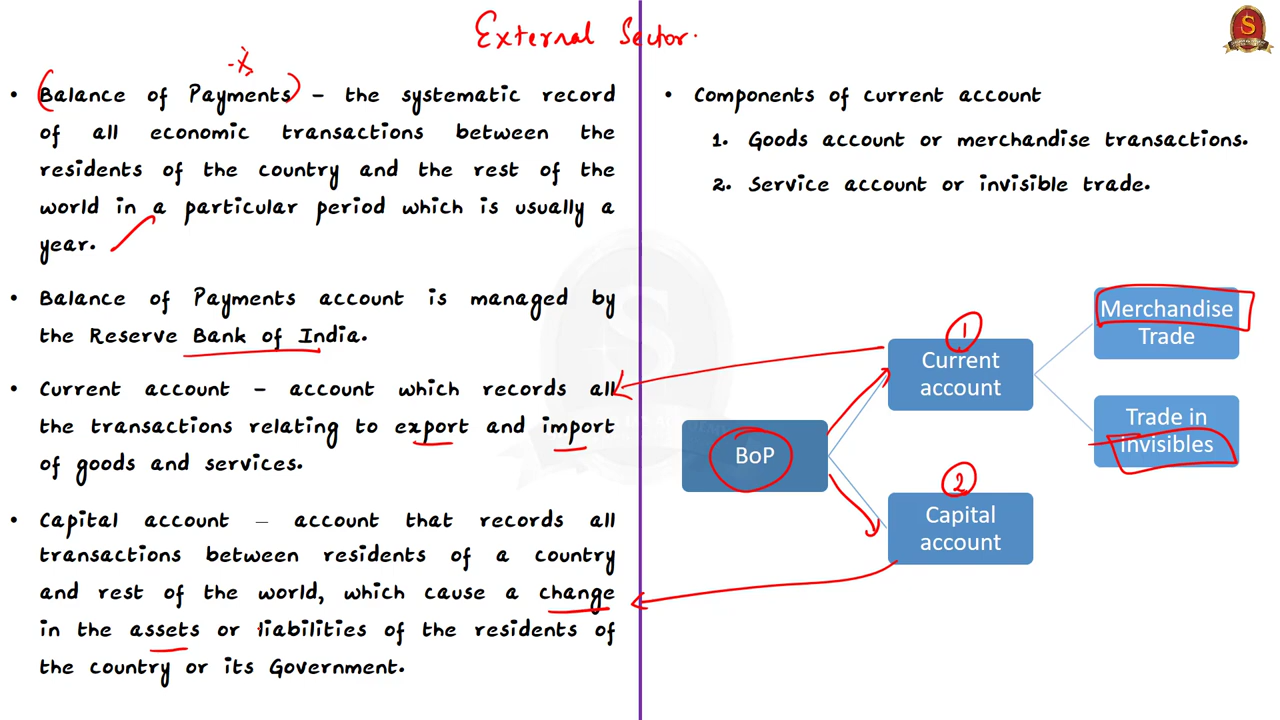 External Sector.
• (Balance of Payments) – the systematic record
of all economic transactions between the
residents of the country and the rest of the
world in a particular period which is usually a
year.
• Balance of Payments account is managed by
the Reserve Bank of India.
• Current account – account which records all
the transactions relating to export and import
of goods and services.
• Capital account – account that records all
transactions between residents of a country
and rest of the world, which cause a change
in the assets or liabilities of the residents of
the country or its Government.
• Components of current account
1. Goods account or merchandise transactions.
2. Service account or invisible trade.
BoP
1
Current
account
2
Capital
account
Merchandise
Trade
Trade in
invisibles
S